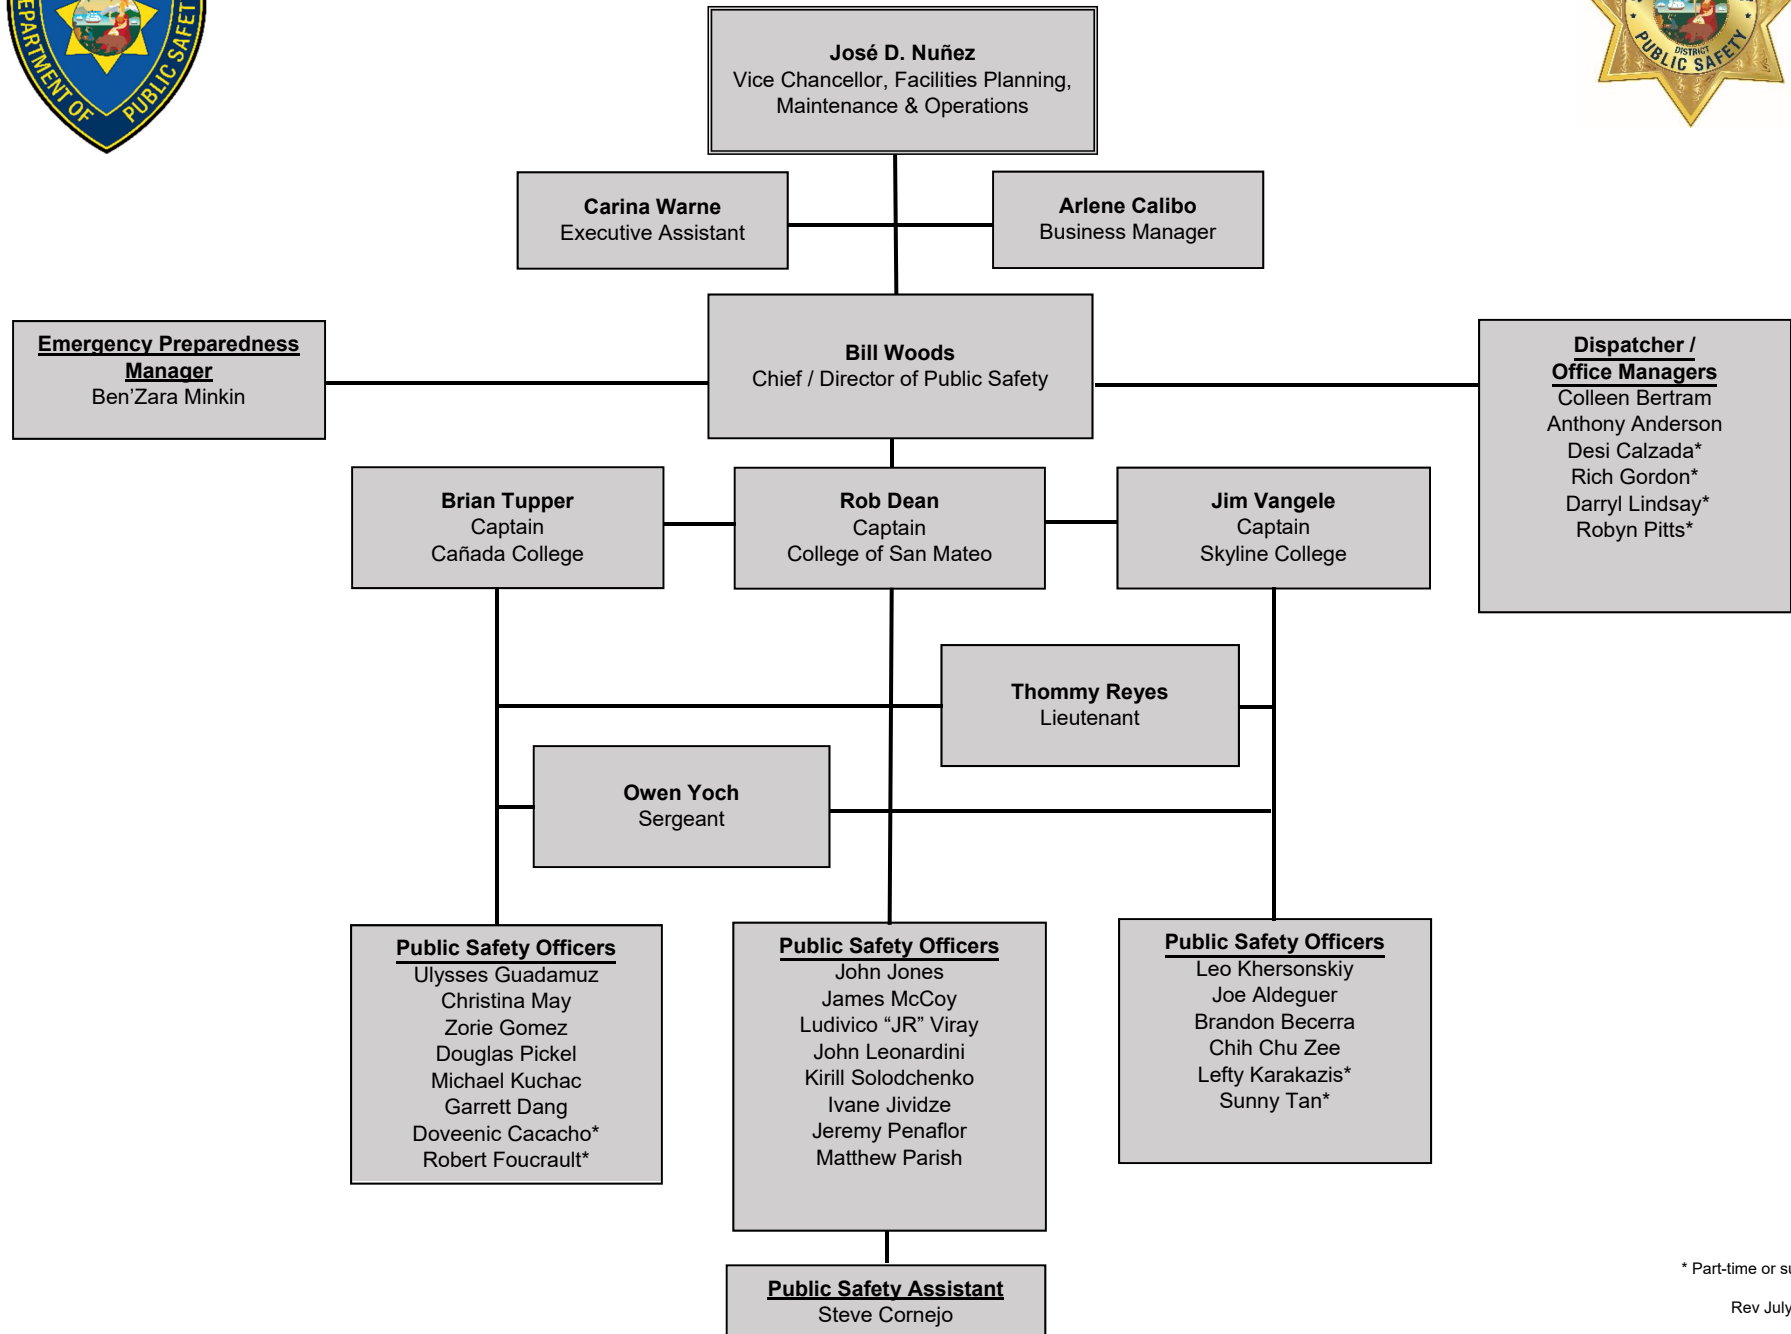 DEPARTMENT OF PUBLIC SAFETY
DISTRICT
PUBLIC SAFETY
José D. Nuñez
Vice Chancellor, Facilities Planning,
Maintenance & Operations
Carina Warne
Executive Assistant
Arlene Calibo
Business Manager
Emergency Preparedness
Manager
Ben’Zara Minkin
Bill Woods
Chief / Director of Public Safety
Dispatcher /
Office Managers
Colleen Bertram
Anthony Anderson
Desi Calzada*
Rich Gordon*
Darryl Lindsay*
Robyn Pitts*
Brian Tupper
Captain
Cañada College
Rob Dean
Captain
College of San Mateo
Jim Vangele
Captain
Skyline College
Thommy Reyes
Lieutenant
Owen Yoch
Sergeant
Public Safety Officers
Ulysses Guadamuz
Christina May
Zorie Gomez
Douglas Pickel
Michael Kuchac
Garrett Dang
Doveenic Cacacho*
Robert Foucrault*
Public Safety Officers
John Jones
James McCoy
Ludivico “JR” Viray
John Leonardini
Kirill Solodchenko
Ivane Jividze
Jeremy Penaflor
Matthew Parish
Public Safety Officers
Leo Khersonskiy
Joe Aldeguer
Brandon Becerra
Chih Chu Zee
Lefty Karakazis*
Sunny Tan*
Public Safety Assistant
Steve Cornejo
* Part-time or su
Rev July